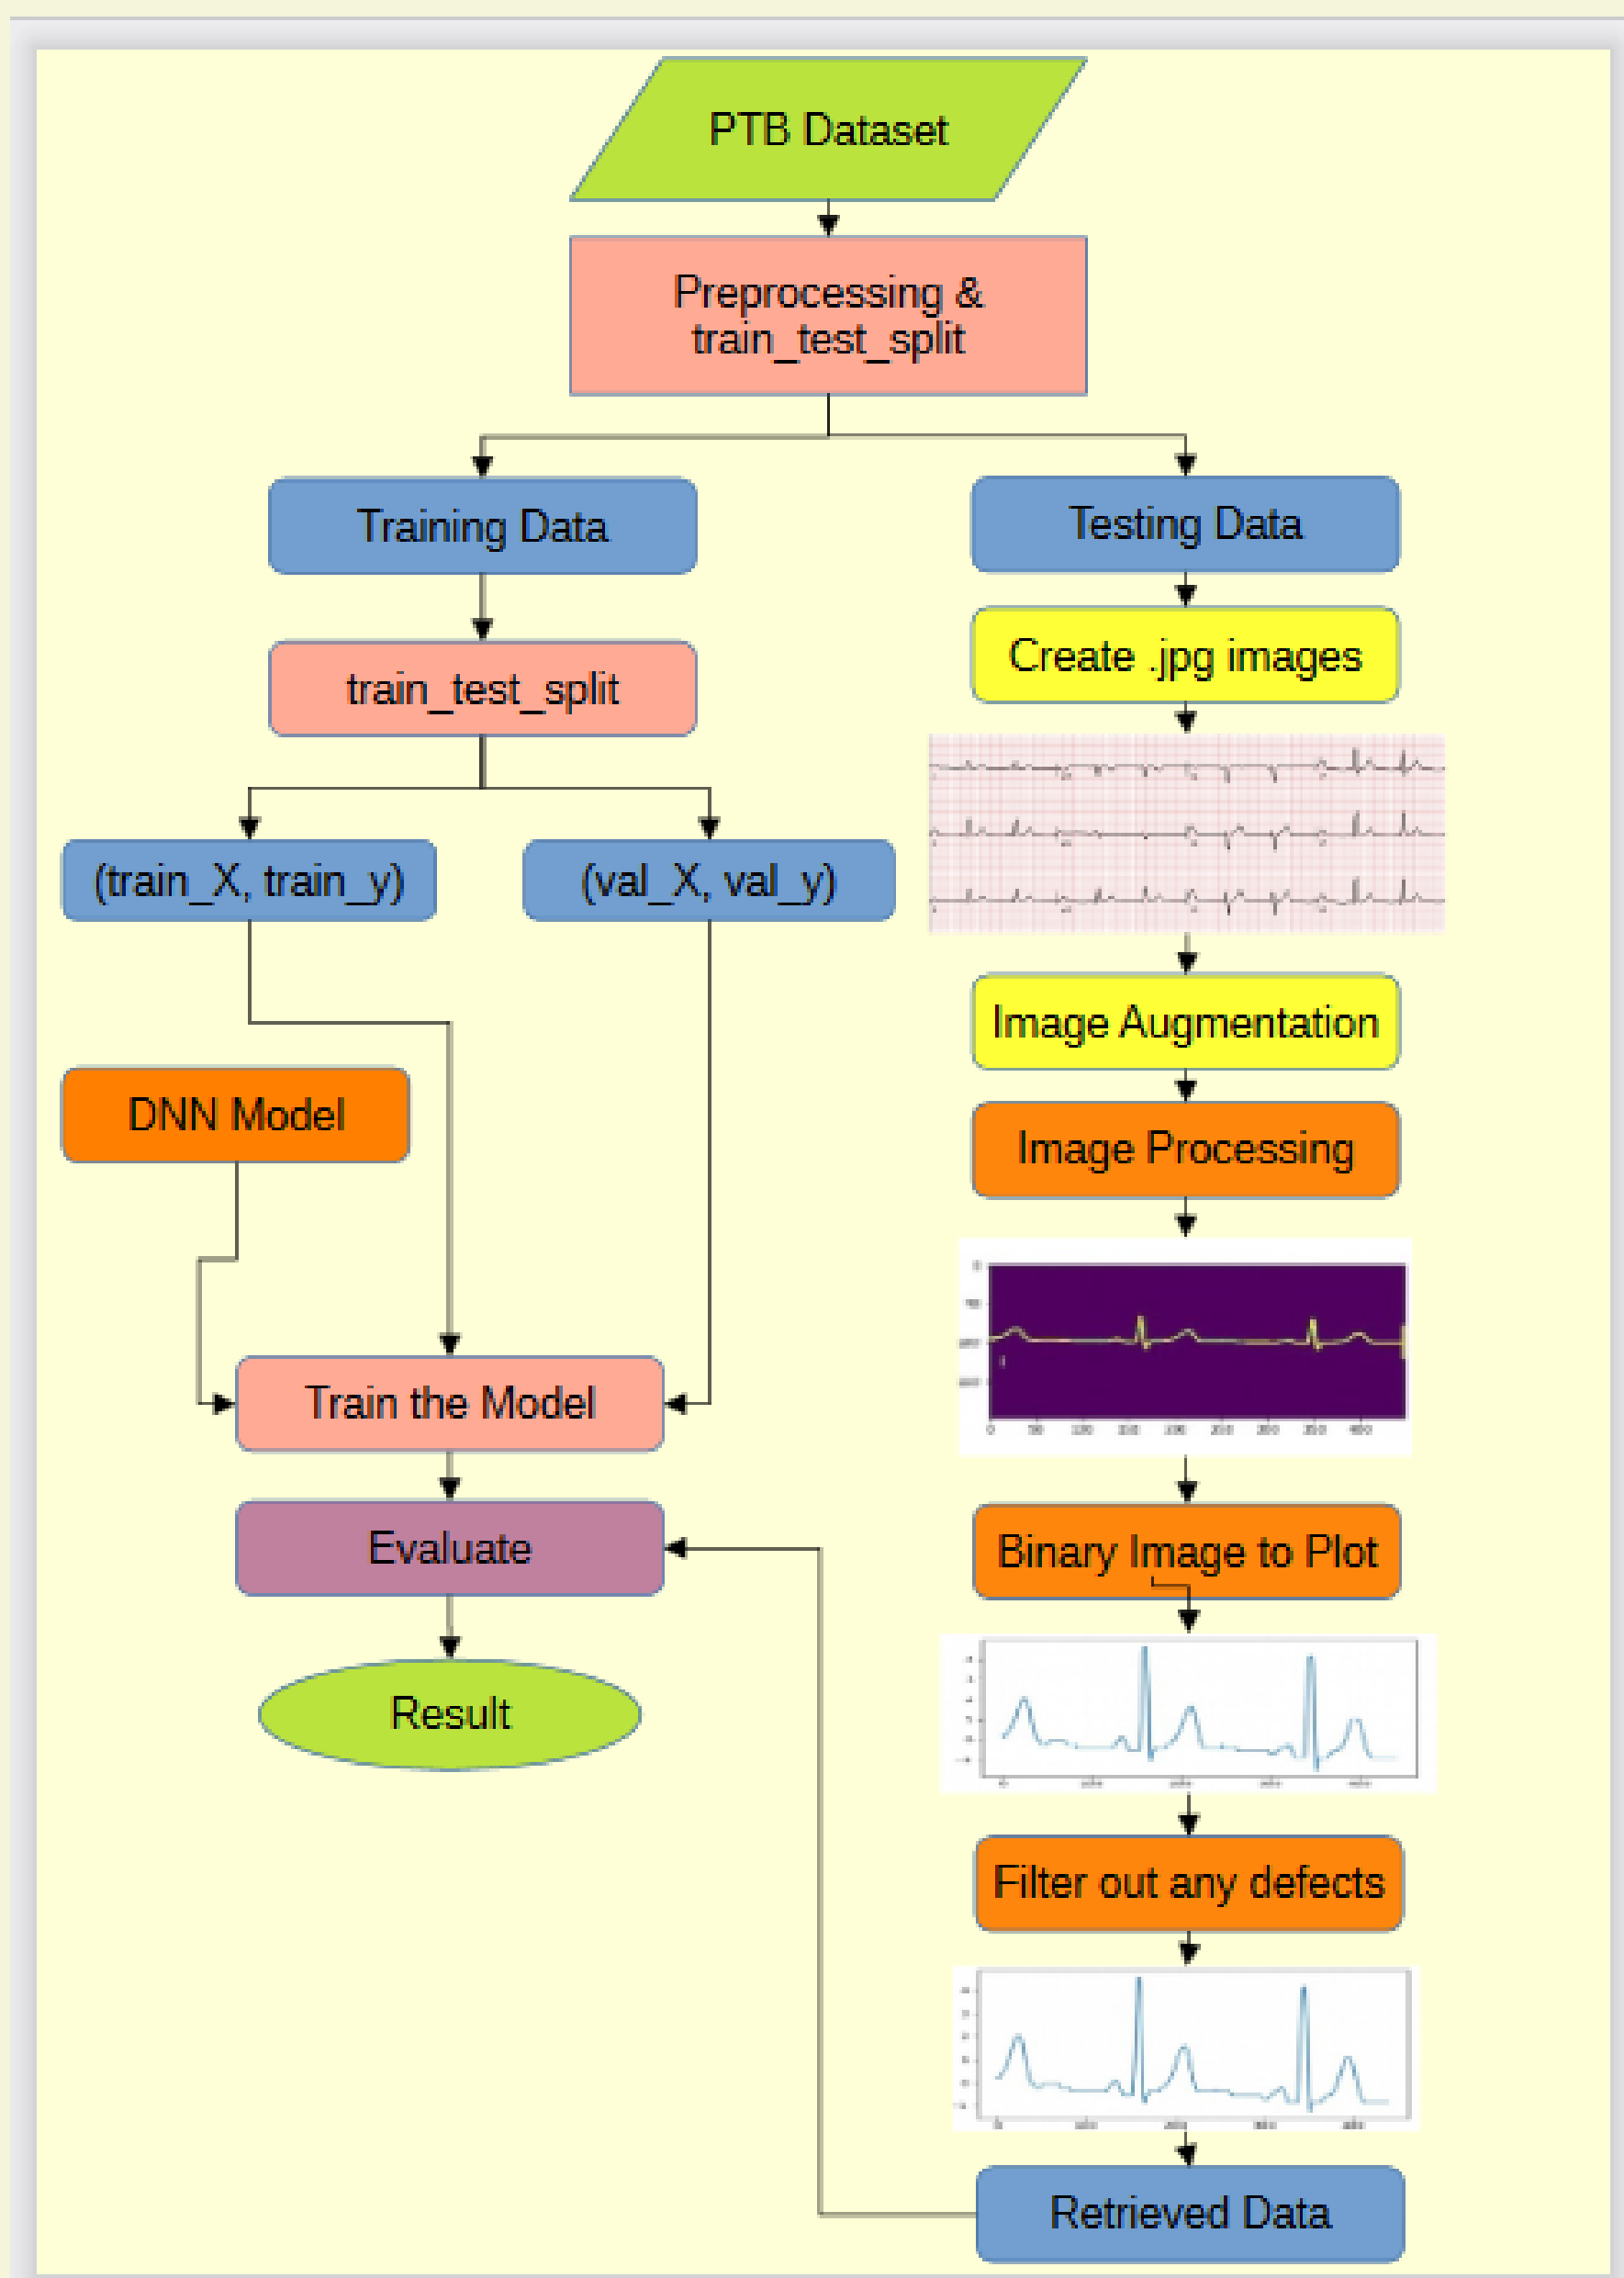 PTB Dataset
Preprocessing &
train_test_split
Training Data
Testing Data
train_test_split
Create .jpg images
(train_X, train_y)
(val_X, val_y)
Image Augmentation
DNN Model
Image Processing
Train the Model
Evaluate
Binary Image to Plot
Result
Filter out any defects
Retrieved Data